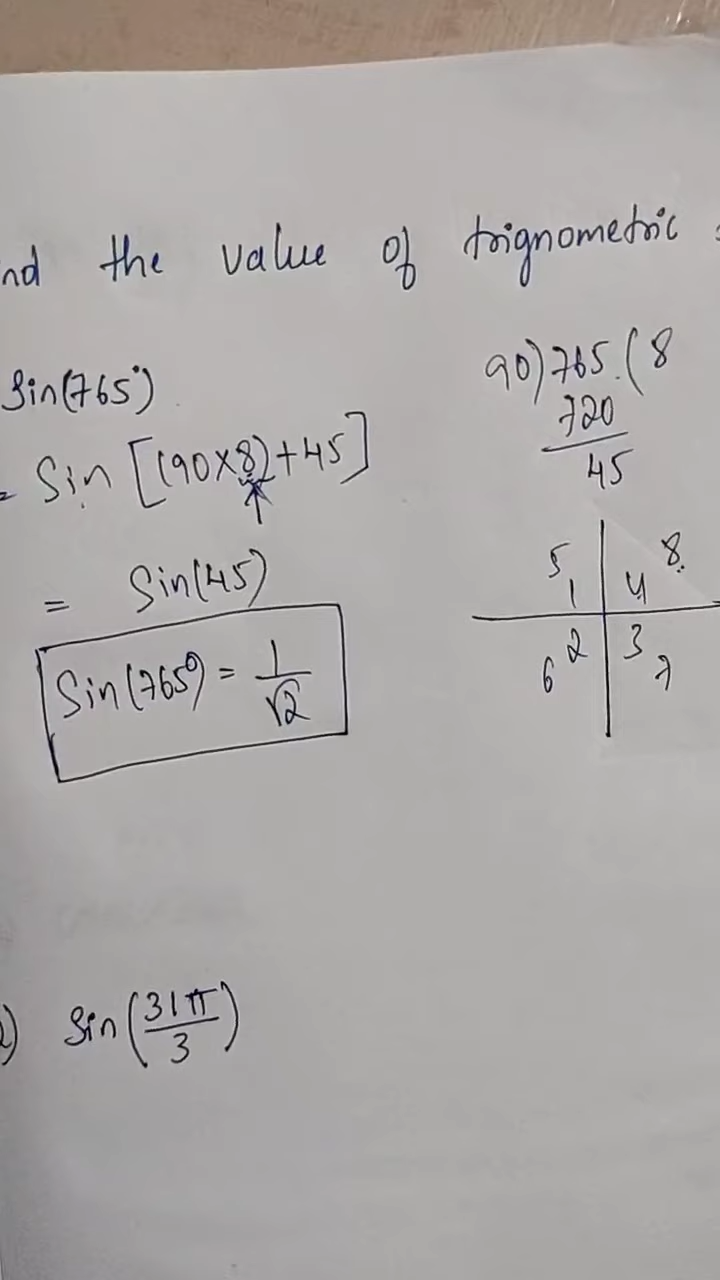 nd the value of trignometric
Sin(765°)
= Sin [(90×8)+45]
= Sin(45)
Sin(765°) = 1/√2
90)765.(8
720
45
5 1 4 8
6 2 3 7
2) Sin(31π/3)